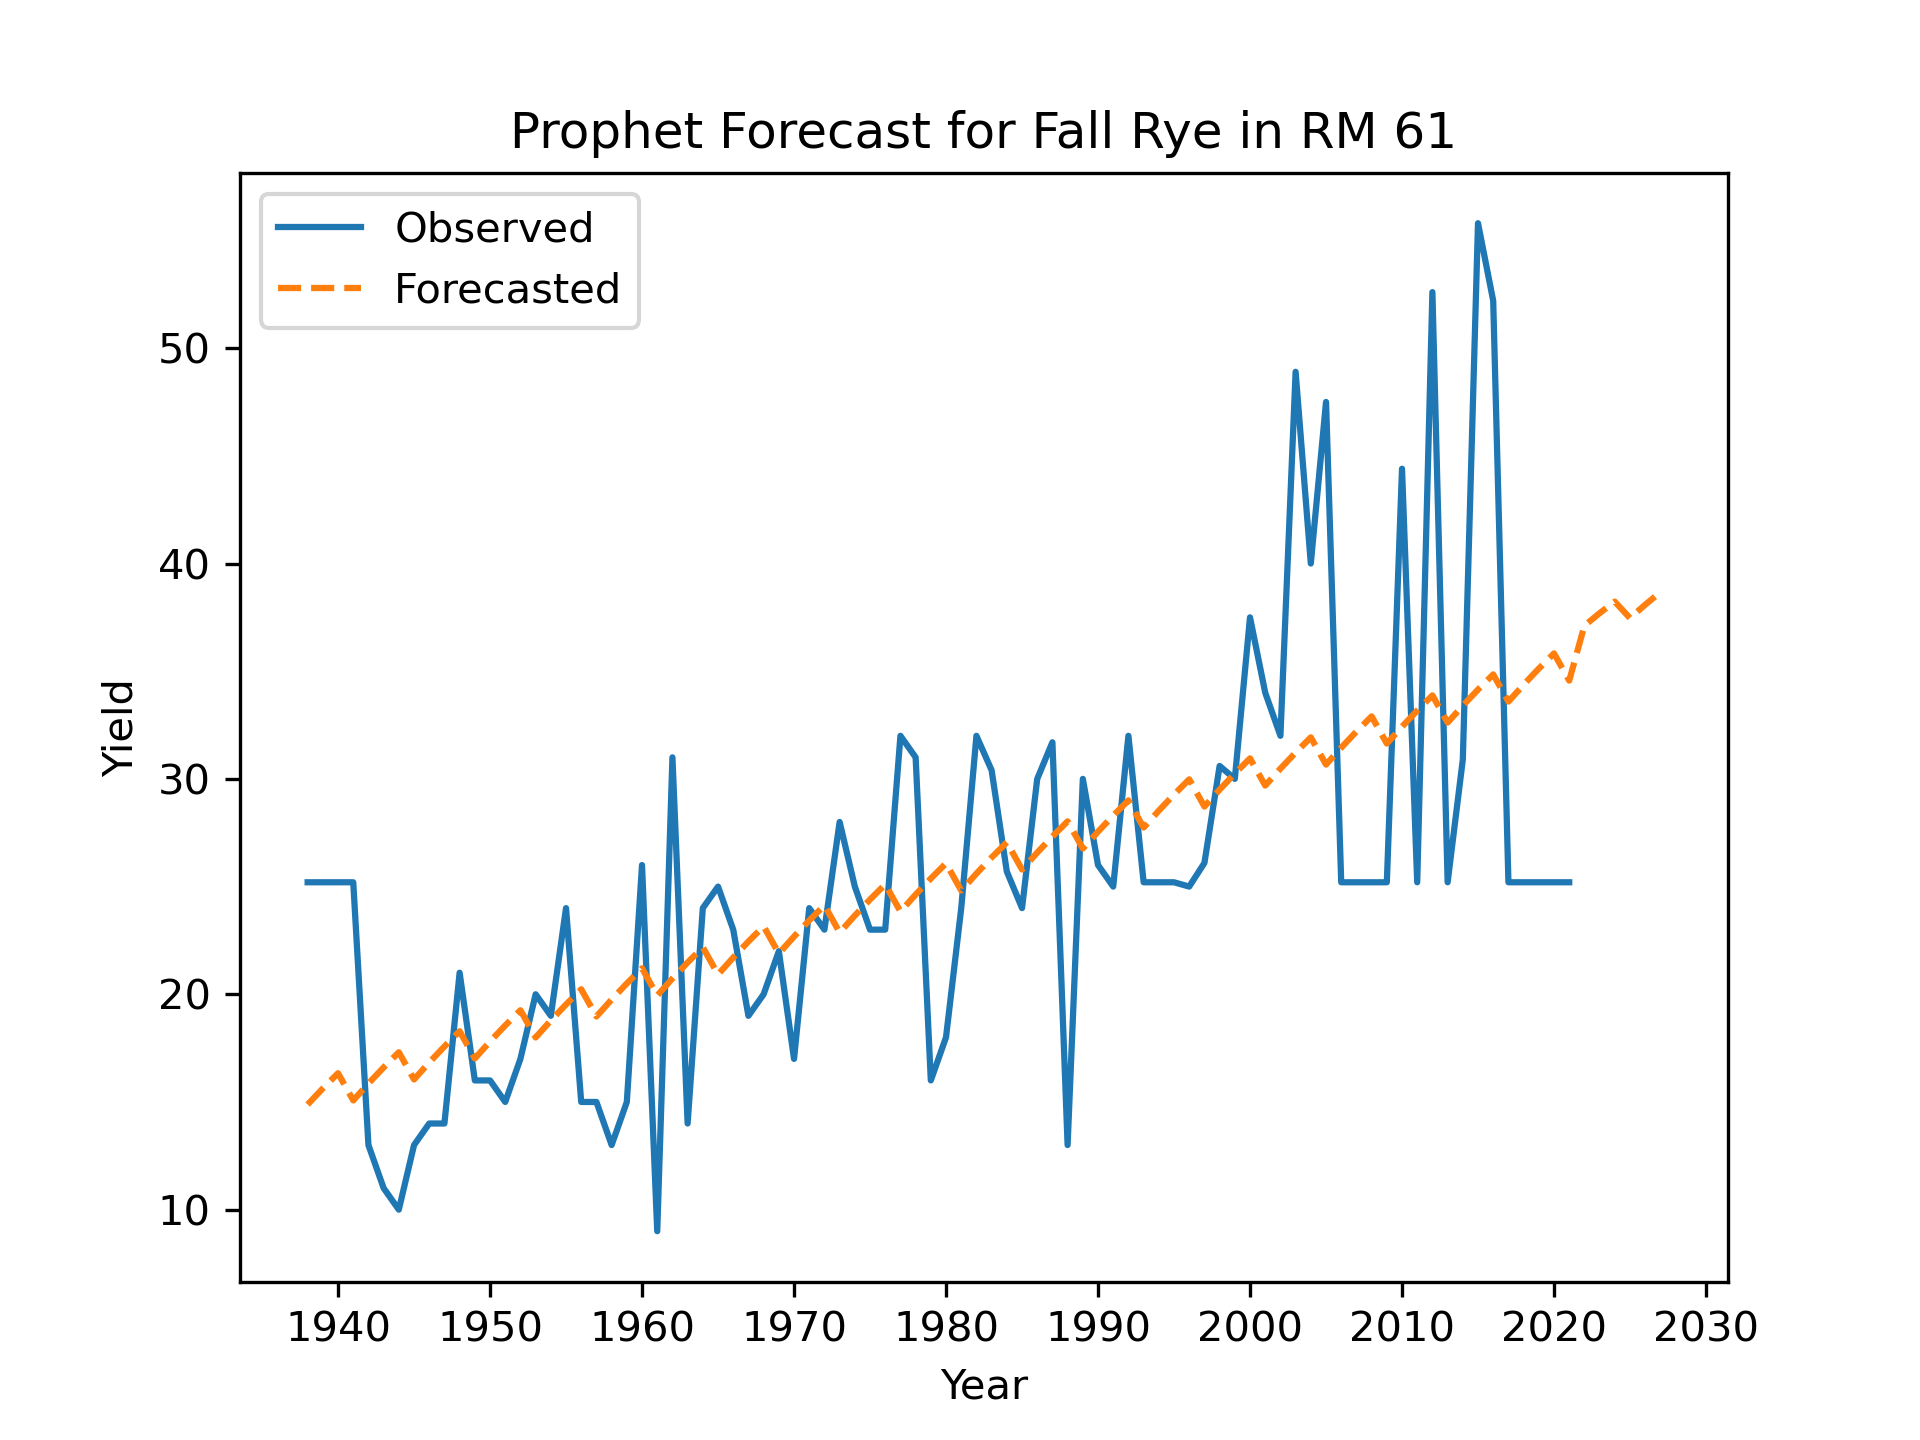 Prophet Forecast for Fall Rye in RM 61
Observed
Forecasted
50
40
30
20
10
Yield
1940 1950 1960 1970 1980 1990 2000 2010 2020 2030
Year